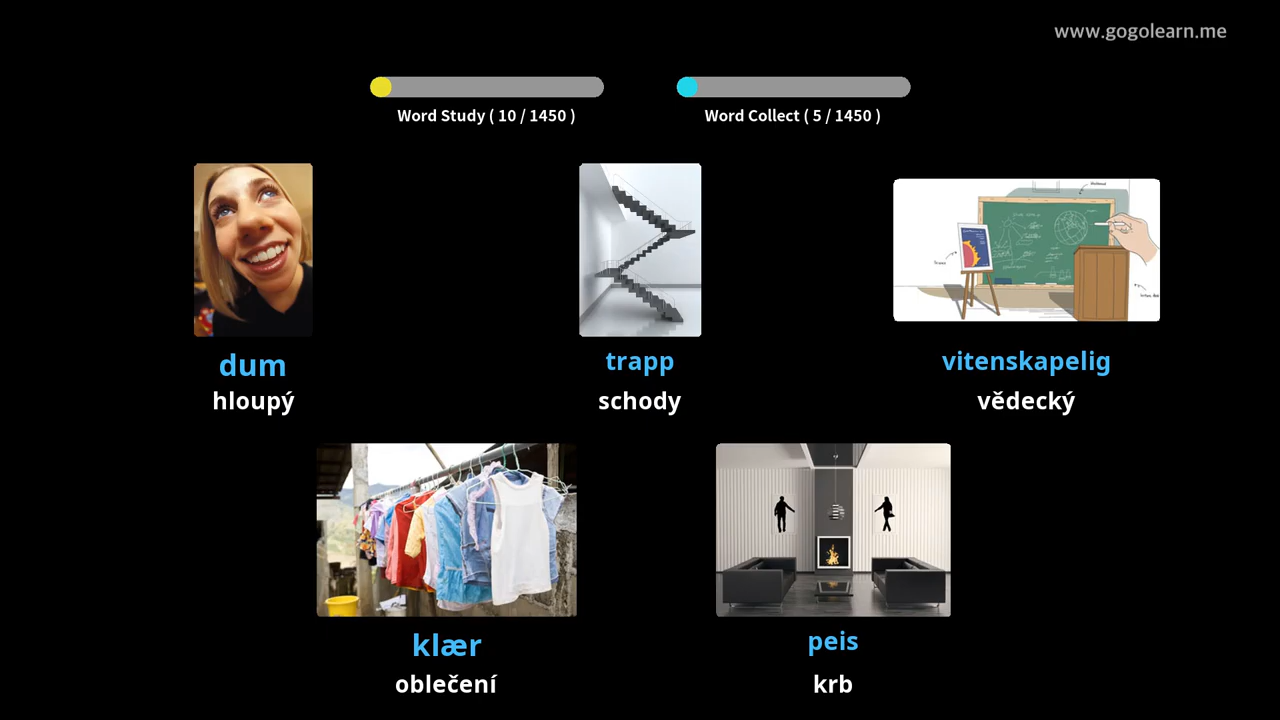 www.gogolearn.me
Word Study ( 10 / 1450 )
Word Collect ( 5 / 1450 )
dum
hloupý
trapp
schody
vitenskapelig
vědecký
klær
oblečení
peis
krb